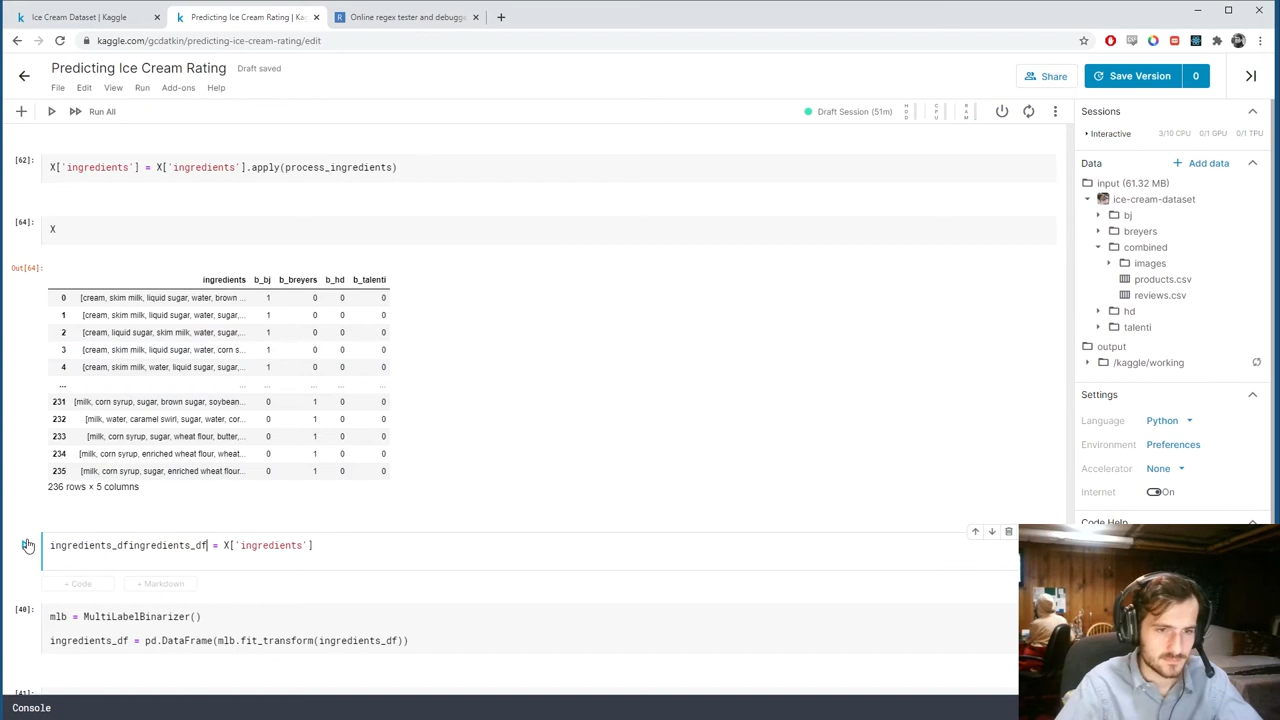 Ice Cream Dataset | Kaggle
Predicting Ice Cream Rating | Ka
Online regex tester and debugge
kaggle.com/gcdatkin/predicting-ice-cream-rating/edit
Predicting Ice Cream Rating Draft saved
Share Save Version 0
File Edit View Run Add-ons Help
Run All
Draft Session (51m)
HDD CPU RAM
Sessions
Interactive 3/10 CPU 0/1 GPU 0/1 TPU
[62]: X['ingredients'] = X['ingredients'].apply(process_ingredients)
Data + Add data
input (61.32 MB)
ice-cream-dataset
bj
breyers
combined
images
products.csv
reviews.csv
hd
talenti
output
/kaggle/working
[64]: X
Out[64]:
ingredients b_bj b_breyers b_hd b_talenti
0 [cream, skim milk, liquid sugar, water, brown ... 1 0 0 0
1 [cream, skim milk, liquid sugar, water, sugar,... 1 0 0 0
2 [cream, liquid sugar, skim milk, water, sugar,... 1 0 0 0
3 [cream, skim milk, liquid sugar, water, corn s... 1 0 0 0
4 [cream, skim milk, water, liquid sugar, sugar,... 1 0 0 0
... ... ... ... ... ...
231 [milk, corn syrup, sugar, brown sugar, soybean... 0 1 0 0
232 [milk, water, caramel swirl, sugar, water, cor... 0 1 0 0
233 [milk, corn syrup, sugar, wheat flour, butter,... 0 1 0 0
234 [milk, corn syrup, enriched wheat flour, wheat... 0 1 0 0
235 [milk, corn syrup, sugar, enriched wheat flour... 0 1 0 0
236 rows × 5 columns
Settings
Language Python
Environment Preferences
Accelerator None
Internet On
Code Help
ingredients_dfingredients_df = X['ingredients']
+ Code + Markdown
[40]: mlb = MultiLabelBinarizer()
ingredients_df = pd.DataFrame(mlb.fit_transform(ingredients_df))
[41]:
Console